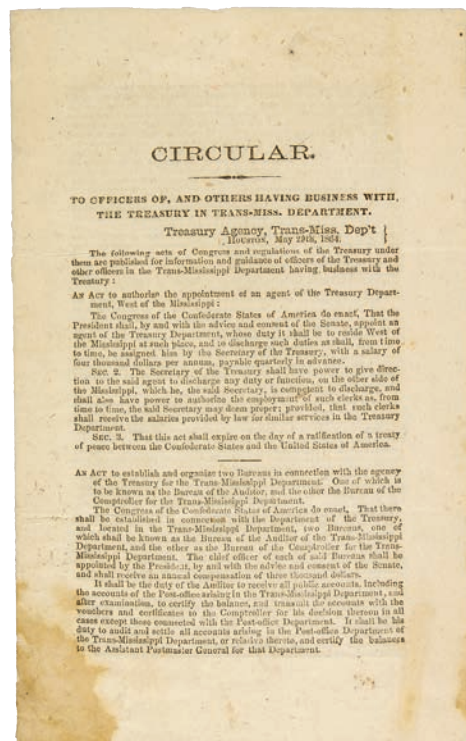 CIRCULAR.
TO OFFICERS OF, AND OTHERS HAVING BUSINESS WITH,
THE TREASURY IN TRANS-MISS. DEPARTMENT.
Treasury Agency, Trans-Miss. Dep't }
Houston, May 29th, 1864. }
The following acts of Congress and regulations of the Treasury under
them are published for information and guidance of officers of the Treasury and
other officers in the Trans-Mississippi Department having business with the
Treasury :
AN ACT to authorise the appointment of an agent of the Treasury Depart-
ment, West of the Mississippi :
The Congress of the Confederate States of America do enact, That the
President shall, by and with the advice and consent of the Senate, appoint an
agent of the Treasury Department, whose duty it shall be to reside West of
the Mississippi at such place, and to discharge such duties as shall, from time
to time, be assigned him by the Secretary of the Treasury, with a salary of
four thousand dollars per annum, payable quarterly in advance.
SEC. 2. The Secretary of the Treasury shall have power to give direc-
tion to the said agent to discharge any duty or function, on the other side of
the Mississippi, which he, the said Secretary, is competent to discharge, and
shall also have power to authorize the employment of such clerks as, from
time to time, the said Secretary may deem proper; provided, that such clerks
shall receive the salaries provided by law for similar services in the Treasury
Department.
SEC. 3. That this act shall expire on the day of a ratification of a treaty
of peace between the Confederate States and the United States of America.
AN ACT to establish and organize two Bureaus in connection with the agency
of the Treasury for the Trans-Mississippi Department. One of which is
to be known as the Bureau of the Auditor, and the other the Bureau of the
Comptroller for the Trans-Mississippi Department.
The Congress of the Confederate States of America do enact, That there
shall be established in connection with the Department of the Treasury,
and located in the Trans-Mississippi Department, two Bureaus, one of
which shall be known as the Bureau of the Auditor of the Trans-Mississippi
Department, and the other as the Bureau of the Comptroller for the Trans-
Mississippi Department. The chief officer of each of said Bureaus shall be
appointed by the President, by and with the advice and consent of the Senate,
and shall receive an annual compensation of three thousand dollars.
It shall be the duty of the Auditor to receive all public accounts, including
the accounts of the Post-office arising in the Trans-Mississippi Department, and
after examination, to certify the balance, and transmit the accounts with the
vouchers and certificates to the Comptroller for his decision thereon in all
cases except those connected with the Post-office Department. It shall be his
duty to audit and settle all accounts arising in the Post-office Department of
the Trans-Mississippi Department, or relative thereto, and certify the balances
to the Assistant Postmaster General for that Department.